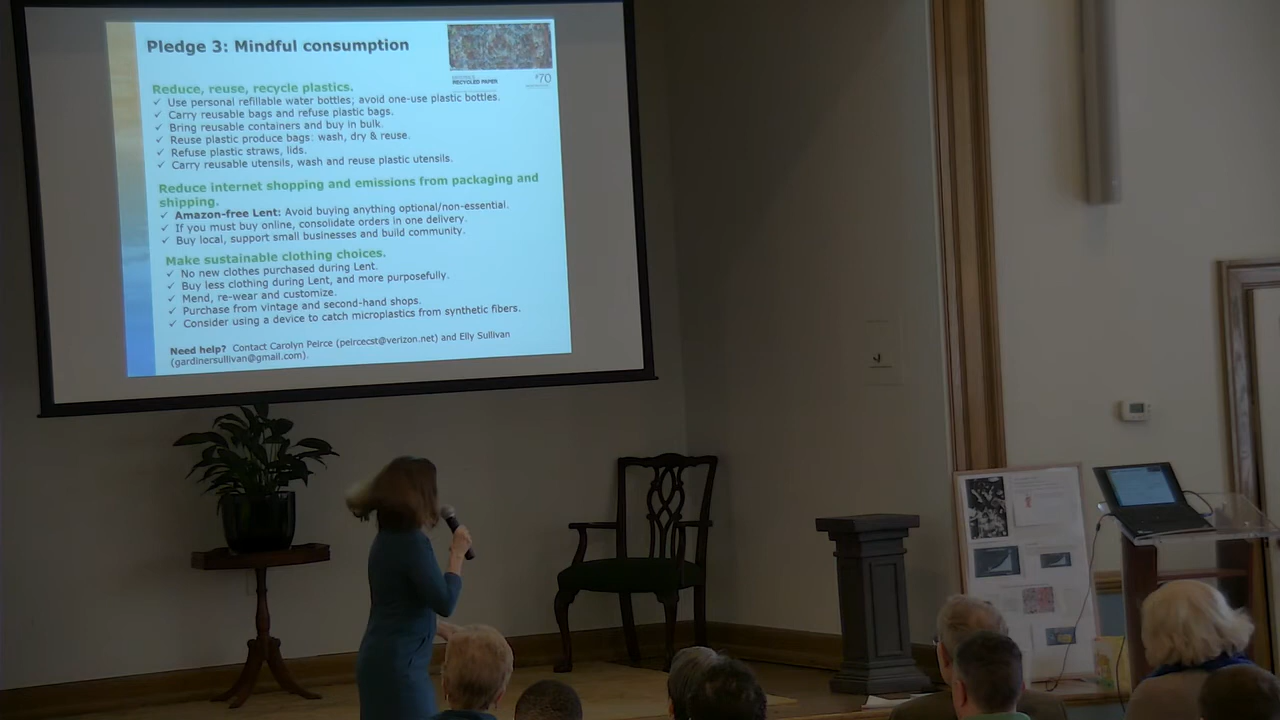 Pledge 3: Mindful consumption
RECYCLED PAPER
$70
Reduce, reuse, recycle plastics.
✓ Use personal refillable water bottles; avoid one-use plastic bottles.
✓ Carry reusable bags and refuse plastic bags.
✓ Bring reusable containers and buy in bulk.
✓ Reuse plastic produce bags: wash, dry & reuse.
✓ Refuse plastic straws, lids.
✓ Carry reusable utensils, wash and reuse plastic utensils.
Reduce internet shopping and emissions from packaging and
shipping.
✓ Amazon-free Lent: Avoid buying anything optional/non-essential.
✓ If you must buy online, consolidate orders in one delivery.
✓ Buy local, support small businesses and build community.
Make sustainable clothing choices.
✓ No new clothes purchased during Lent.
✓ Buy less clothing during Lent, and more purposefully.
✓ Mend, re-wear and customize.
✓ Purchase from vintage and second-hand shops.
✓ Consider using a device to catch microplastics from synthetic fibers.
Need help? Contact Carolyn Peirce (peircecst@verizon.net) and Elly Sullivan
(gardinersullivan@gmail.com).